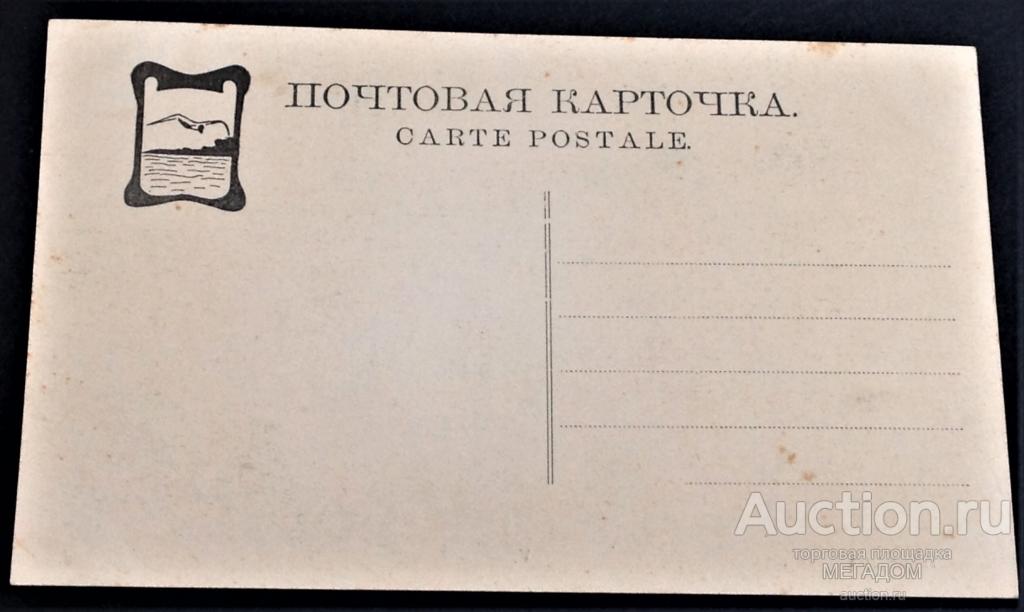 ПОЧТОВАЯ КАРТОЧКА.
CARTE POSTALE.
Auction.ru
торговая площадка
МЕГАДОМ
auction.ru